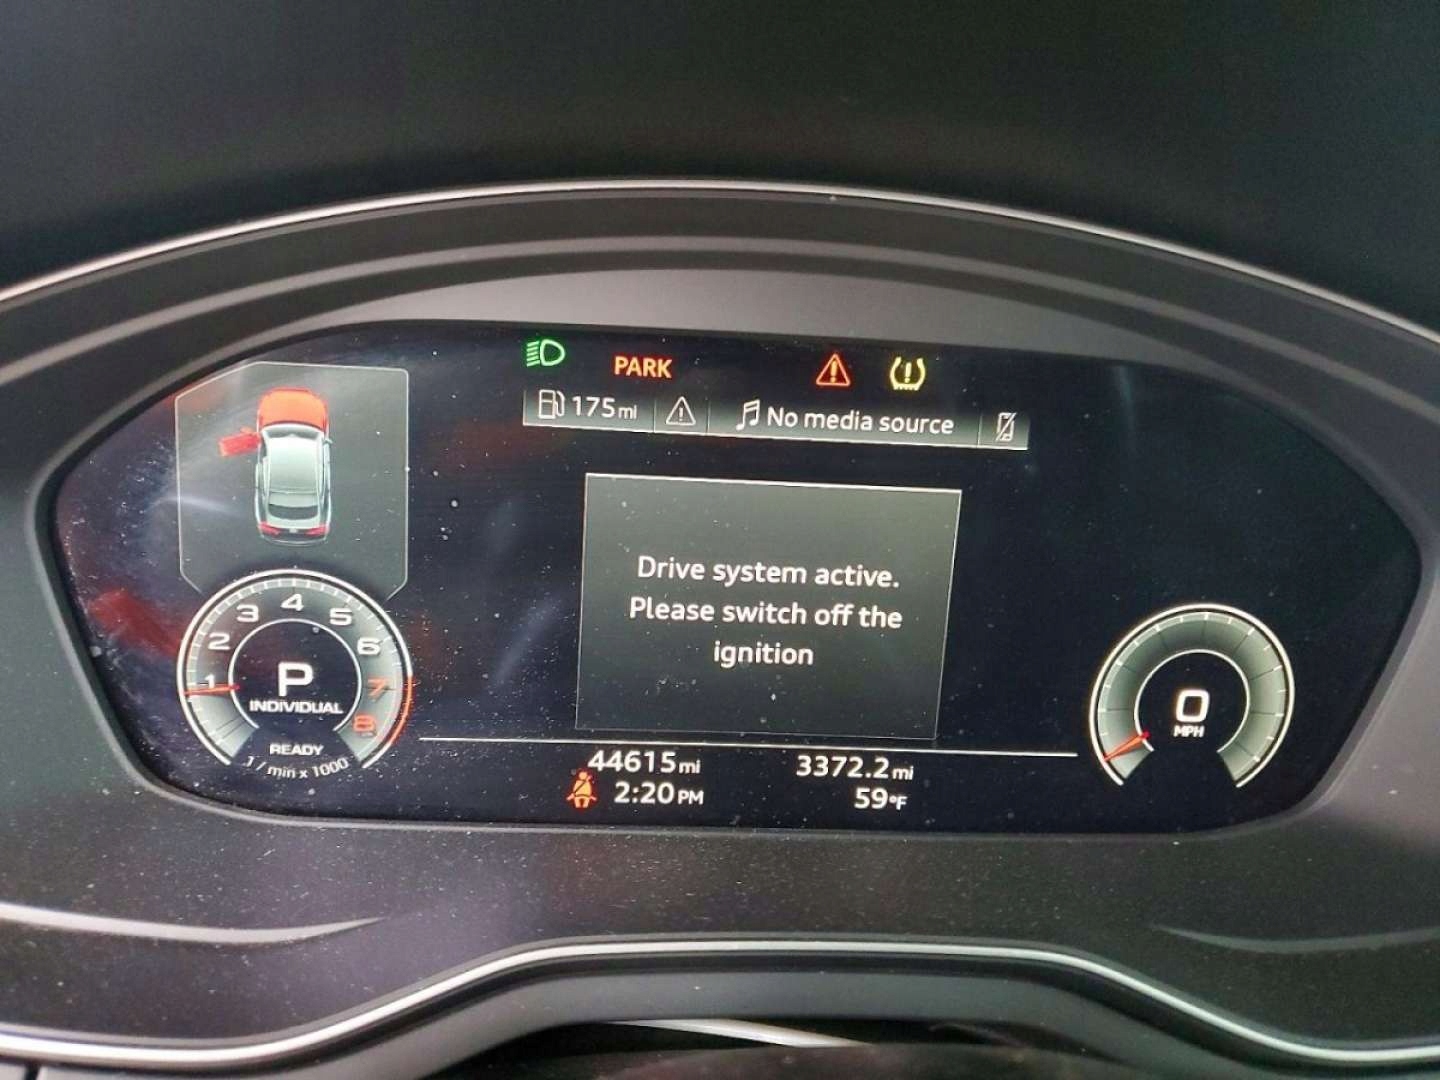 PARK
175mi
No media source
Drive system active.
Please switch off the
ignition
1 2 3 4 5 6 7 8
P
INDIVIDUAL
READY
1 / min x 1000
0
MPH
44615mi
3372.2mi
2:20PM
59°F